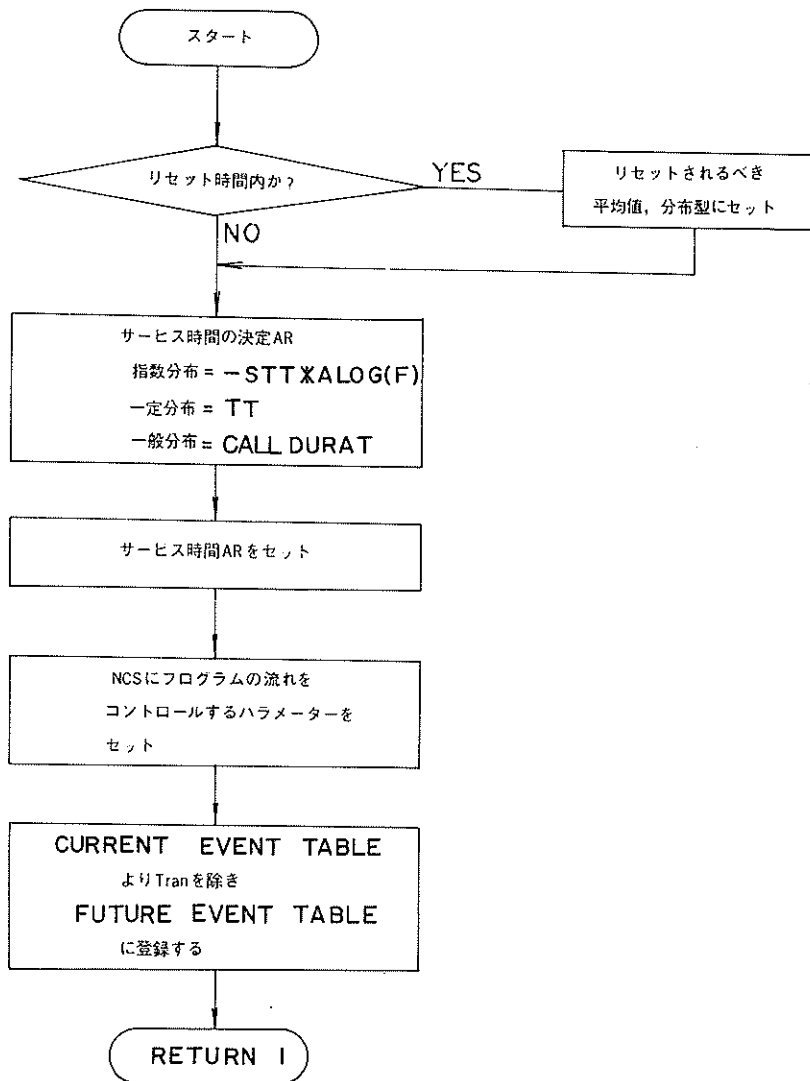 スタート
リセット時間内か?
YES
リセットされるべき
平均値, 分布型にセット
NO
サービス時間の決定AR
指数分布 = −STT※ALOG(F)
一定分布 = TT
一般分布 = CALL DURAT
サービス時間ARをセット
NCSにフログラムの流れを
コントロールするハラメーターを
セット
CURRENT EVENT TABLE
よりTranを除き
FUTURE EVENT TABLE
に登録する
RETURN 1